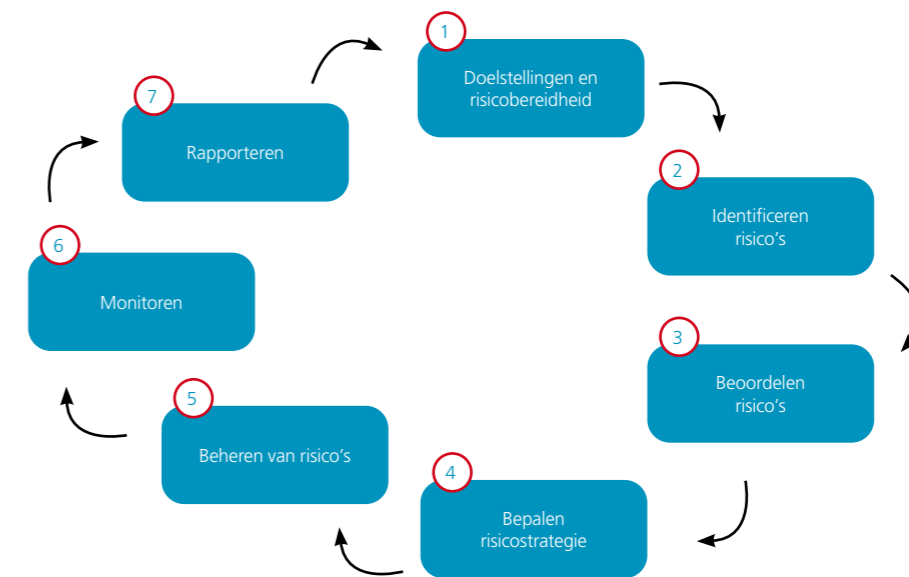 1
Doelstellingen en
risicobereidheid
2
Identificeren
risico’s
3
Beoordelen
risico’s
4
Bepalen
risicostrategie
5
Beheren van risico’s
6
Monitoren
7
Rapporteren